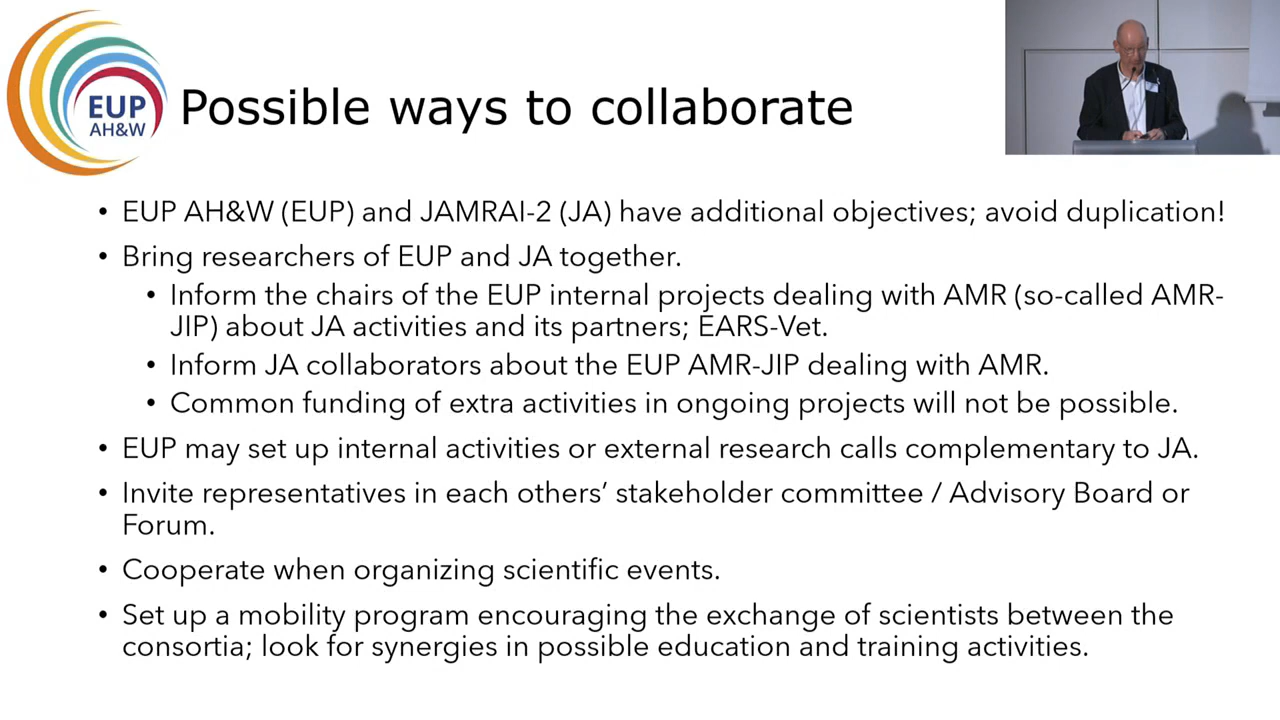 EUP
AH&W
Possible ways to collaborate
• EUP AH&W (EUP) and JAMRAI-2 (JA) have additional objectives; avoid duplication!
• Bring researchers of EUP and JA together.
• Inform the chairs of the EUP internal projects dealing with AMR (so-called AMR-
JIP) about JA activities and its partners; EARS-Vet.
• Inform JA collaborators about the EUP AMR-JIP dealing with AMR.
• Common funding of extra activities in ongoing projects will not be possible.
• EUP may set up internal activities or external research calls complementary to JA.
• Invite representatives in each others’ stakeholder committee / Advisory Board or
Forum.
• Cooperate when organizing scientific events.
• Set up a mobility program encouraging the exchange of scientists between the
consortia; look for synergies in possible education and training activities.